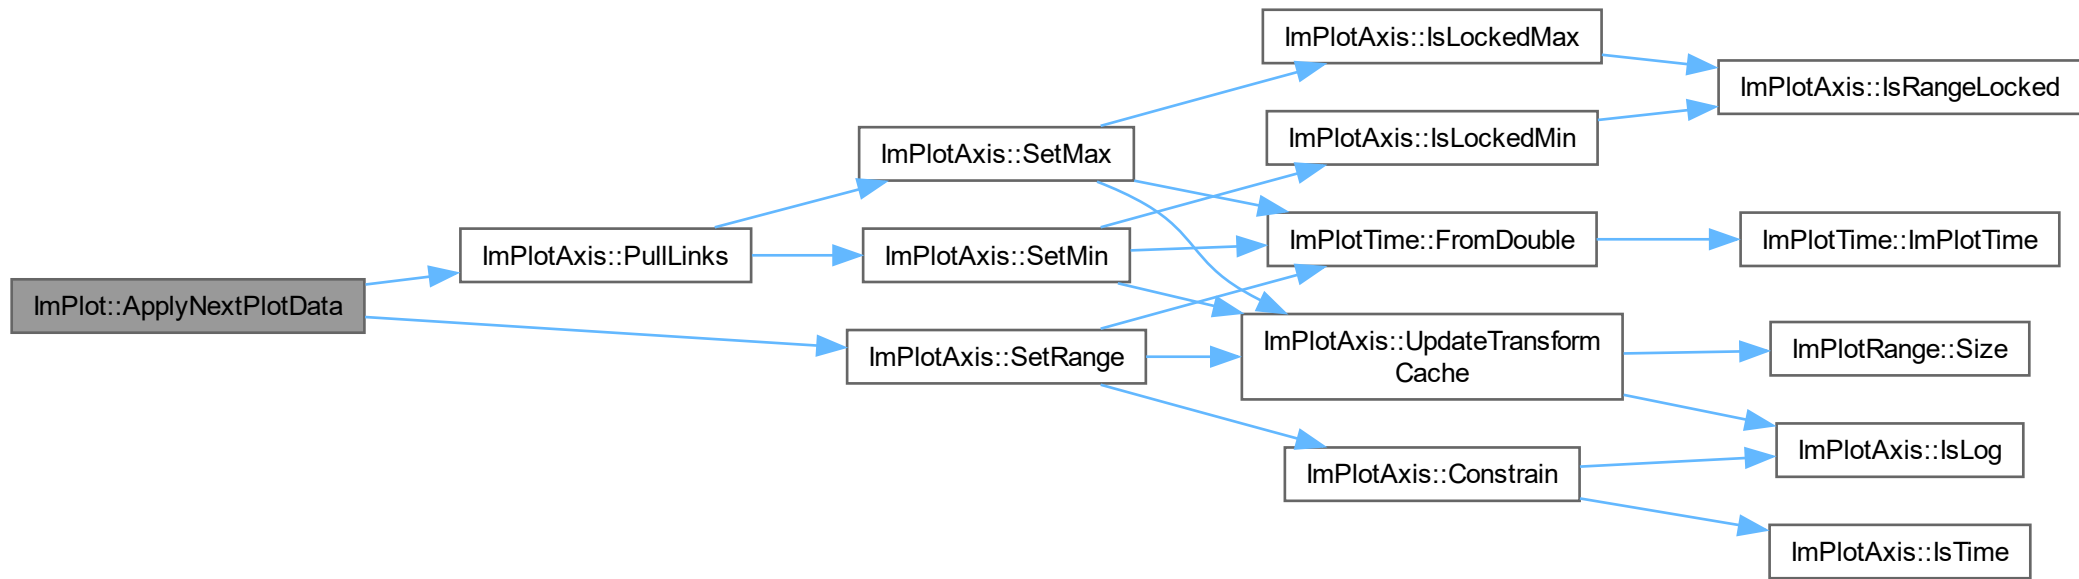 ImPlot::ApplyNextPlotData
ImPlotAxis::PullLinks
ImPlotAxis::SetMax
ImPlotAxis::SetMin
ImPlotAxis::SetRange
ImPlotAxis::IsLockedMax
ImPlotAxis::IsLockedMin
ImPlotTime::FromDouble
ImPlotAxis::UpdateTransform
Cache
ImPlotAxis::Constrain
ImPlotAxis::IsRangeLocked
ImPlotTime::ImPlotTime
ImPlotRange::Size
ImPlotAxis::IsLog
ImPlotAxis::IsTime